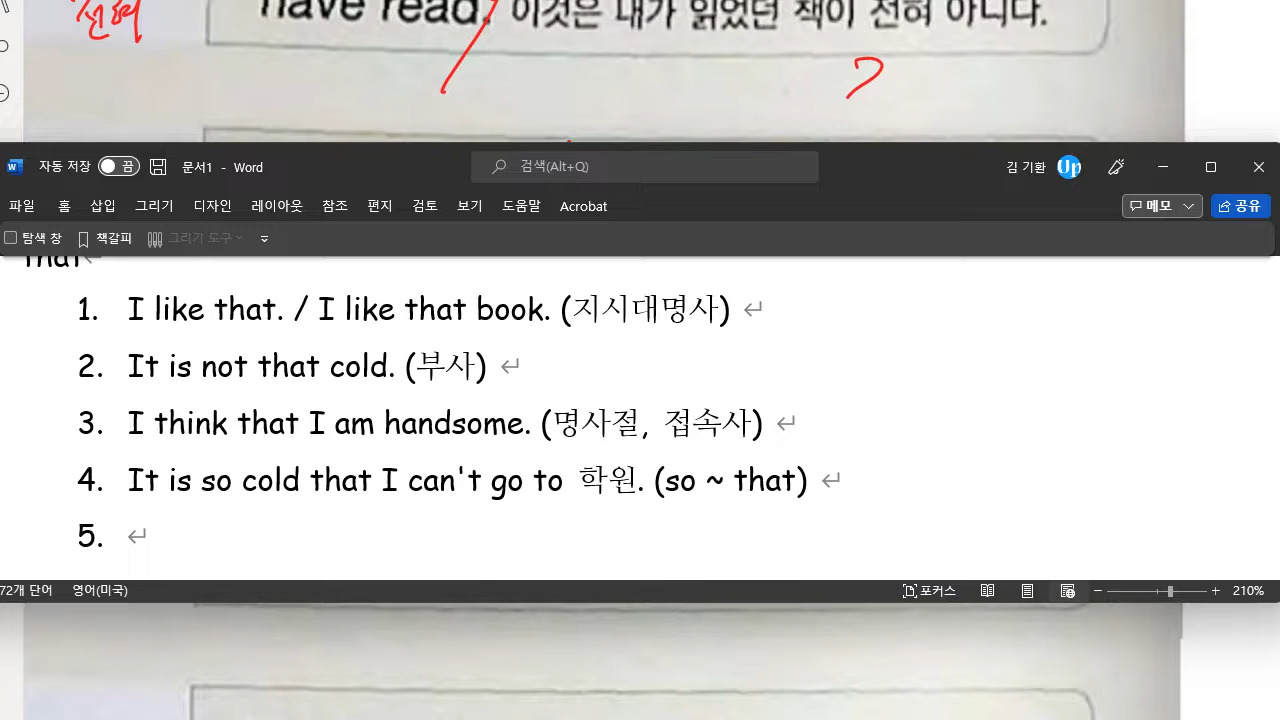 전혀
have read. 이것은 내가 읽었던 책이 전혀 아니다.
?
자동 저장 끔 문서1 - Word 검색(Alt+Q) 김 기환 Up
파일 홈 삽입 그리기 디자인 레이아웃 참조 편지 검토 보기 도움말 Acrobat 메모 공유
탐색 창 책갈피 그리기 도구
that
1. I like that. / I like that book. (지시대명사)
2. It is not that cold. (부사)
3. I think that I am handsome. (명사절, 접속사)
4. It is so cold that I can't go to 학원. (so ~ that)
5.
72개 단어 영어(미국) 포커스 210%